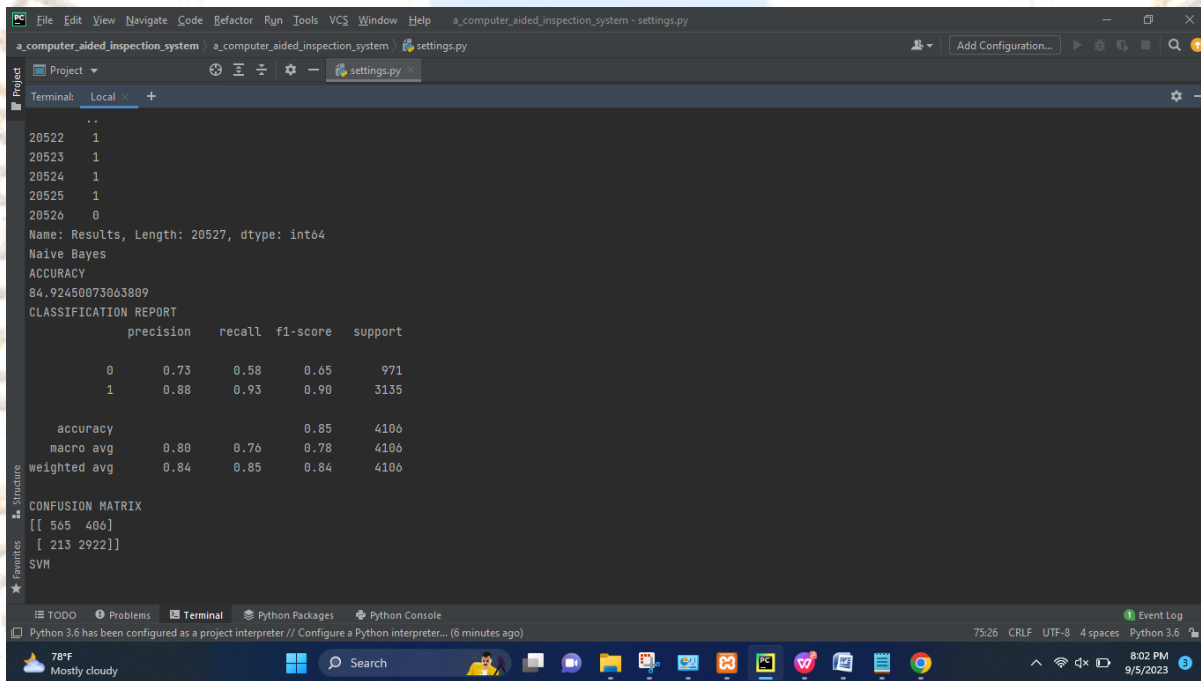 PC File Edit View Navigate Code Refactor Run Tools VCS Window Help a_computer_aided_inspection_system - settings.py
a_computer_aided_inspection_system a_computer_aided_inspection_system settings.py Add Configuration...
Project Project settings.py
Terminal: Local +
..
20522 1
20523 1
20524 1
20525 1
20526 0
Name: Results, Length: 20527, dtype: int64
Naive Bayes
ACCURACY
84.92450073063809
CLASSIFICATION REPORT
precision recall f1-score support
0 0.73 0.58 0.65 971
1 0.88 0.93 0.90 3135
accuracy 0.85 4106
macro avg 0.80 0.76 0.78 4106
weighted avg 0.84 0.85 0.84 4106
Structure
CONFUSION MATRIX
[[ 565 406]
[ 213 2922]]
Favorites
SVM
TODO Problems Terminal Python Packages Python Console 1 Event Log
Python 3.6 has been configured as a project interpreter // Configure a Python interpreter... (6 minutes ago) 75:26 CRLF UTF-8 4 spaces Python 3.6
78°F
Mostly cloudy
Search
PC
W
8:02 PM
9/5/2023
3